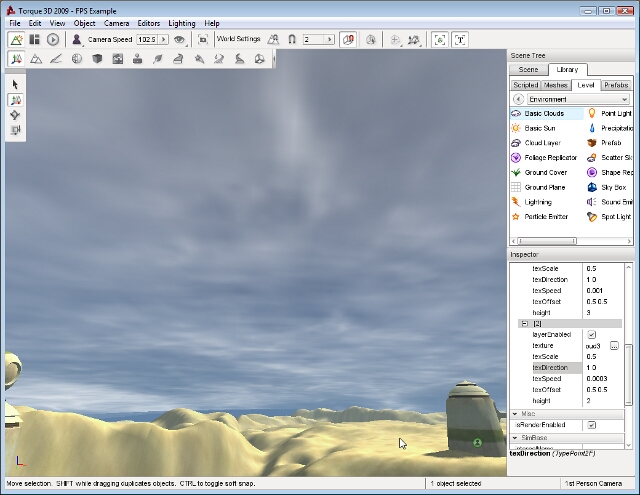 Torque 3D 2009 - FPS Example
File Edit View Object Camera Editors Lighting Help
Camera Speed 102.5 World Settings 2
Scene Tree
Scene Library
Scripted Meshes Level Prefabs
Environment
Basic Clouds Point Light
Basic Sun
Cloud Layer Prefab
Foliage Replicator Scatter
Ground Cover Shape
Ground Plane Sky Box
Lightning Sound
Particle Emitter Spot Light
Inspector
texScale 0.5
texDirection 1 0
texSpeed 0.001
texOffset 0.5 0.5
height 3
[2]
layerEnabled
texture oud3 ...
texScale 0.5
texDirection 1 0
texSpeed 0.0003
texOffset 0.5 0.5
height 2
Misc
isRenderEnabled
SimBase
texDirection (TypePoint2F)
Move selection. SHIFT while dragging duplicates objects. CTRL to toggle soft snap. 1 object selected 1st Person Camera